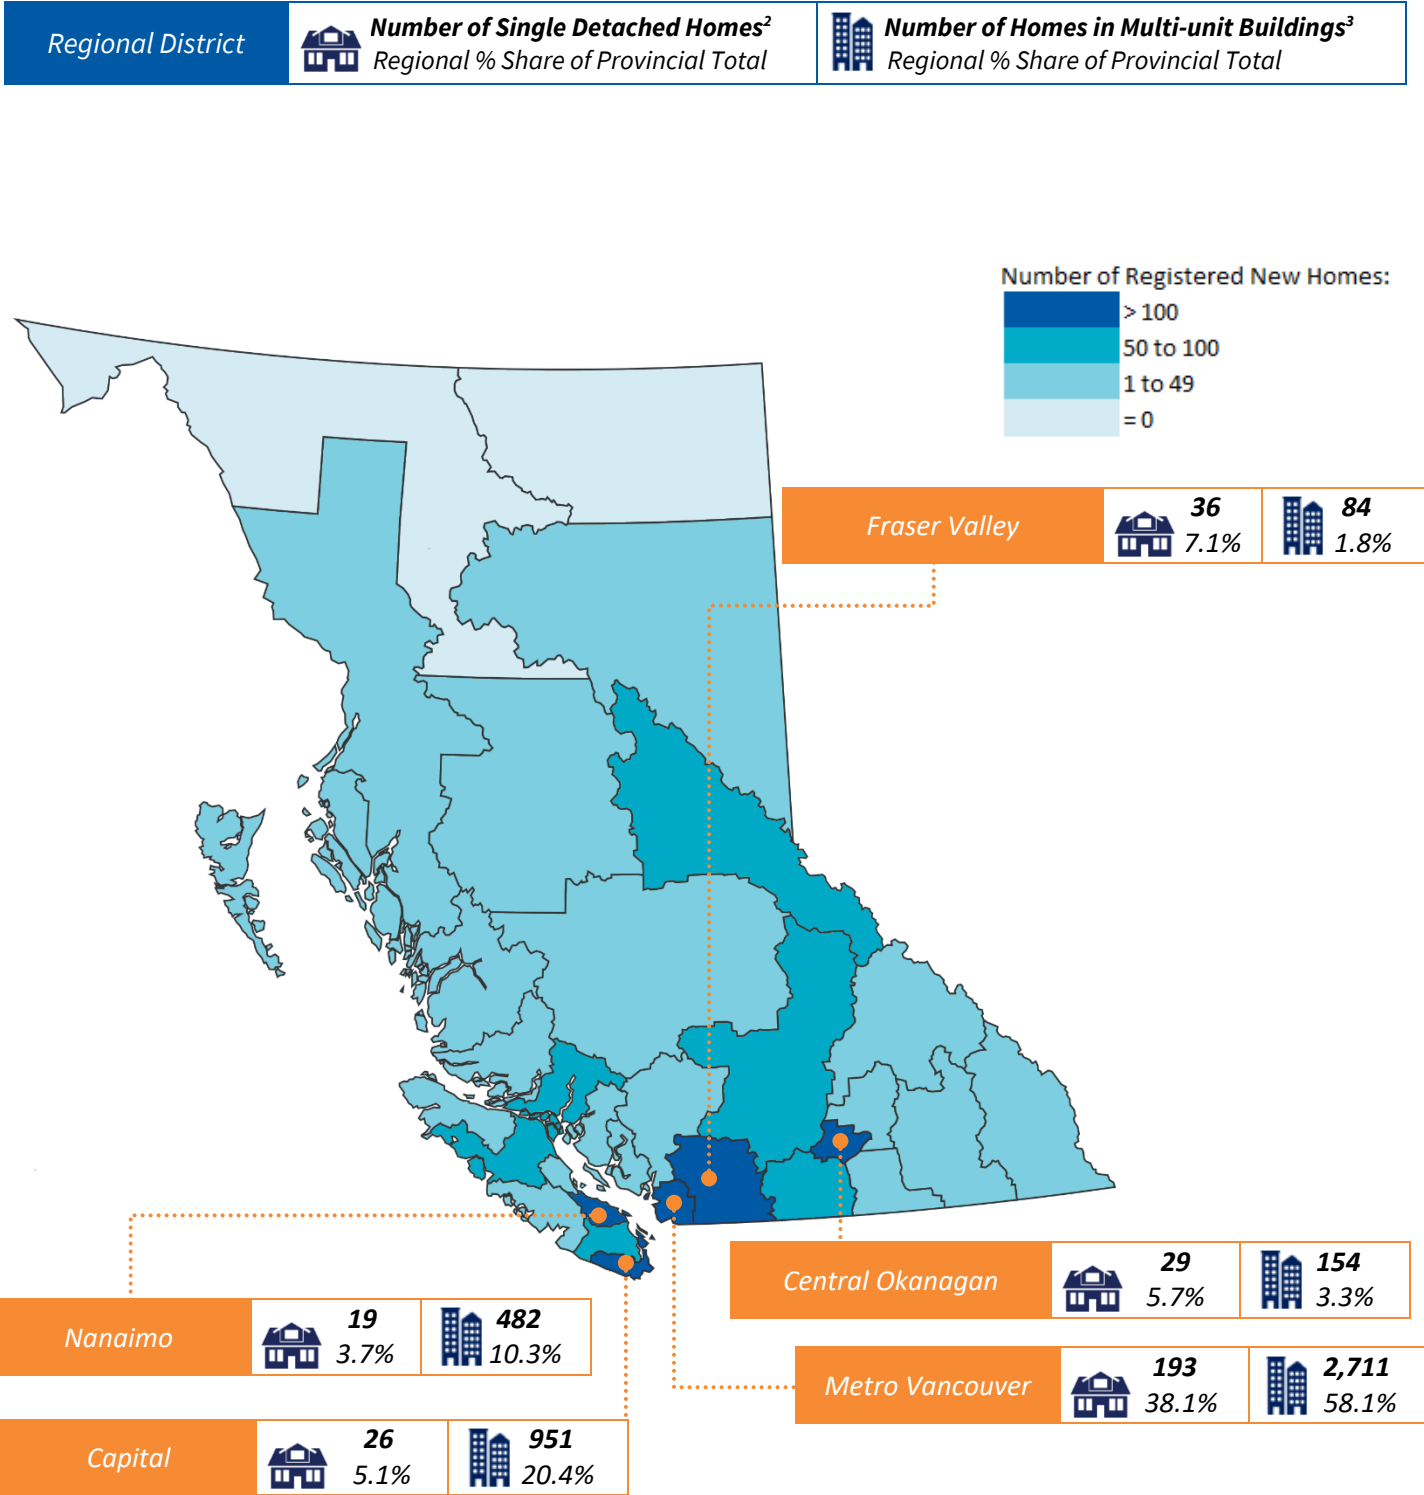 Regional District
Number of Single Detached Homes²
Regional % Share of Provincial Total
Number of Homes in Multi-unit Buildings³
Regional % Share of Provincial Total
Number of Registered New Homes:
> 100
50 to 100
1 to 49
= 0
Fraser Valley
36
7.1%
84
1.8%
Central Okanagan
29
5.7%
154
3.3%
Nanaimo
19
3.7%
482
10.3%
Metro Vancouver
193
38.1%
2,711
58.1%
Capital
26
5.1%
951
20.4%